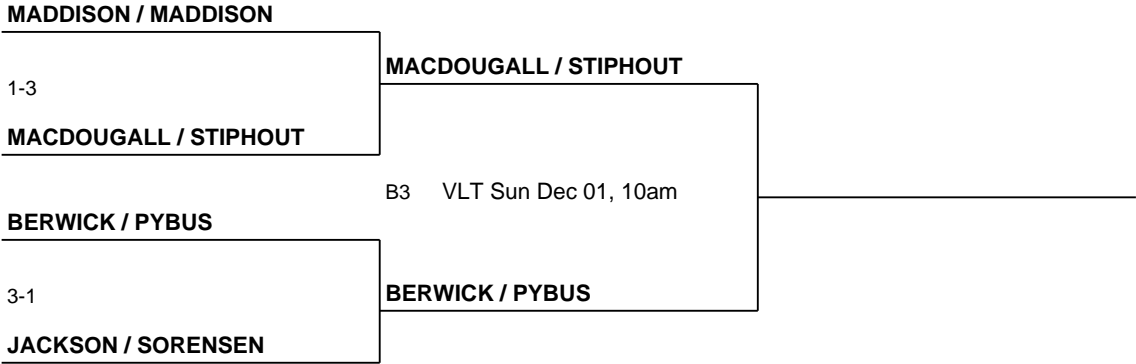 MADDISON / MADDISON
MACDOUGALL / STIPHOUT
1-3
MACDOUGALL / STIPHOUT
B3 VLT Sun Dec 01, 10am
BERWICK / PYBUS
BERWICK / PYBUS
3-1
JACKSON / SORENSEN